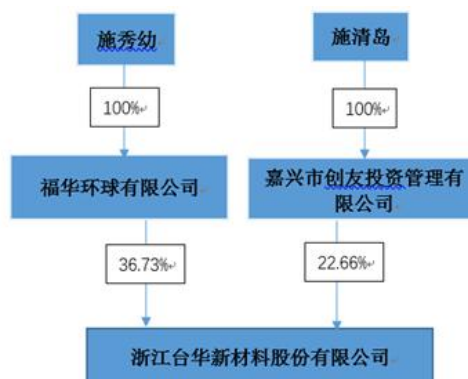 施秀幼
施清岛
100%
100%
福华环球有限公司
嘉兴市创友投资管理有
限公司
36.73%
22.66%
浙江台华新材料股份有限公司